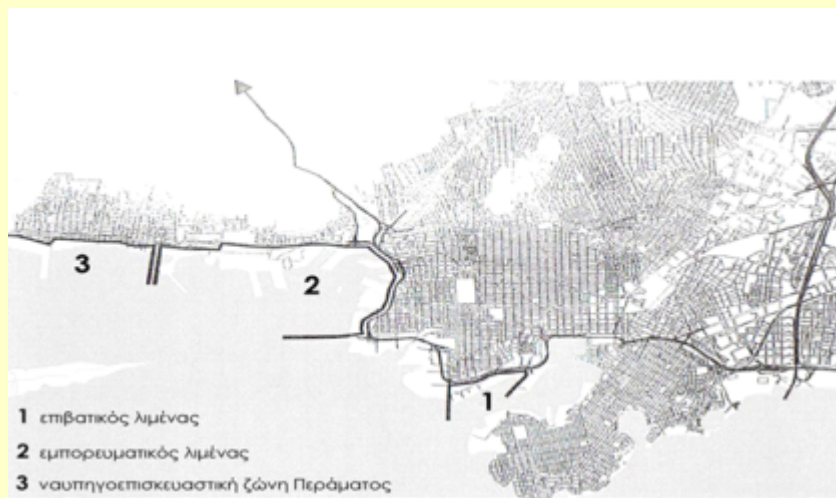 3
2
1
1 επιβατικός λιμένας
2 εμπορευματικός λιμένας
3 ναυπηγοεπισκευαστική ζώνη Περάματος